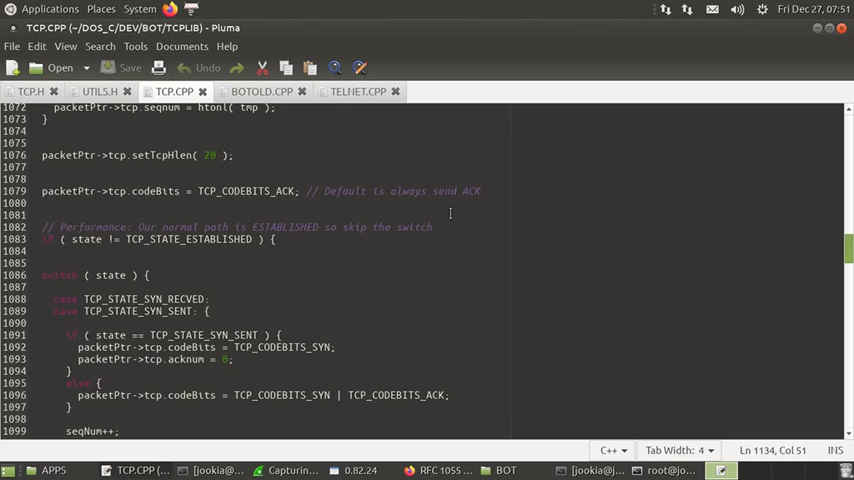 Applications Places System Fri Dec 27, 07:51
TCP.CPP (~/DOS_C/DEV/BOT/TCPLIB) - Pluma
File Edit View Search Tools Documents Help
Open Save Undo
TCP.H UTILS.H TCP.CPP BOTOLD.CPP TELNET.CPP
1072 packetPtr->tcp.seqnum = htonl( tmp );
1073 }
1074
1075
1076 packetPtr->tcp.setTcpHlen( 20 );
1077
1078
1079 packetPtr->tcp.codeBits = TCP_CODEBITS_ACK; // Default is always send ACK
1080
1081
1082 // Performance: Our normal path is ESTABLISHED so skip the switch
1083 if ( state != TCP_STATE_ESTABLISHED ) {
1084
1085
1086 switch ( state ) {
1087
1088 case TCP_STATE_SYN_RECVED:
1089 case TCP_STATE_SYN_SENT: {
1090
1091 if ( state == TCP_STATE_SYN_SENT ) {
1092 packetPtr->tcp.codeBits = TCP_CODEBITS_SYN;
1093 packetPtr->tcp.acknum = 0;
1094 }
1095 else {
1096 packetPtr->tcp.codeBits = TCP_CODEBITS_SYN | TCP_CODEBITS_ACK;
1097 }
1098
1099 seqNum++;
C++ Tab Width: 4 Ln 1134, Col 51 INS
APPS TCP.CPP (... [jookia@... Capturin... 0.82.24 RFC 1055 ... BOT [jookia@j... root@jo...